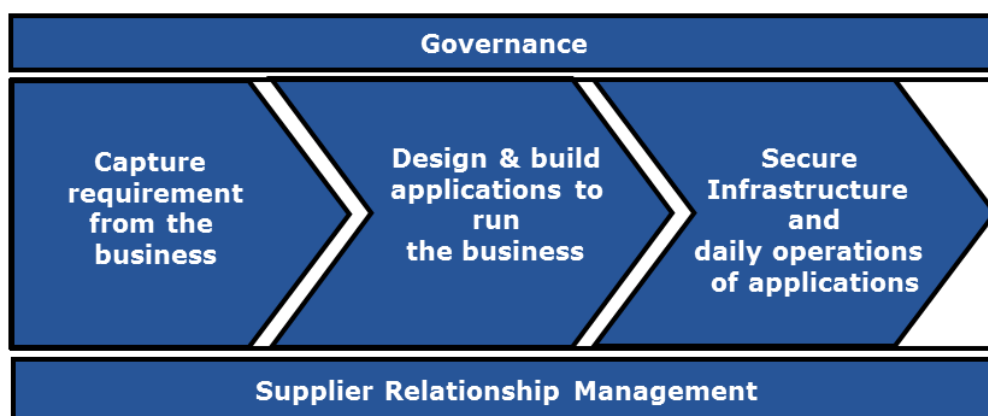 Governance
Capture
requirement
from the
business
Design & build
applications to
run
the business
Secure
Infrastructure
and
daily operations
of applications
Supplier Relationship Management